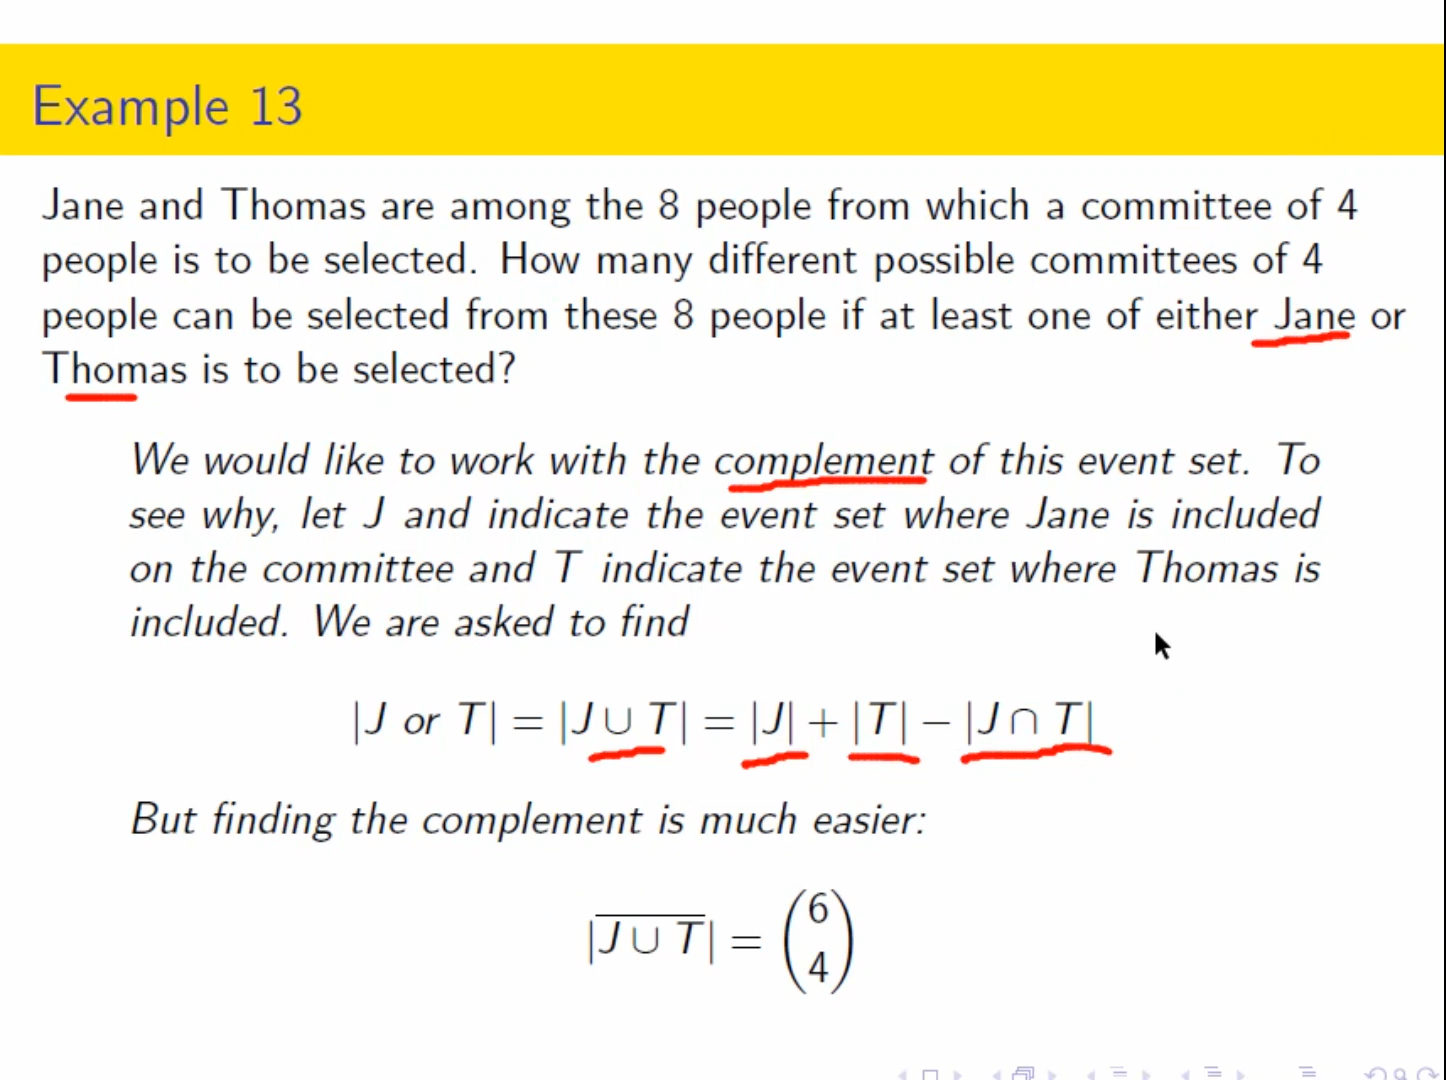 Example 13
Jane and Thomas are among the 8 people from which a committee of 4
people is to be selected. How many different possible committees of 4
people can be selected from these 8 people if at least one of either Jane or
Thomas is to be selected?
We would like to work with the complement of this event set. To
see why, let J and indicate the event set where Jane is included
on the committee and T indicate the event set where Thomas is
included. We are asked to find
|J or T| = |J ∪ T| = |J| + |T| − |J ∩ T|
But finding the complement is much easier:
|\overline{J ∪ T}| = \binom{6}{4}